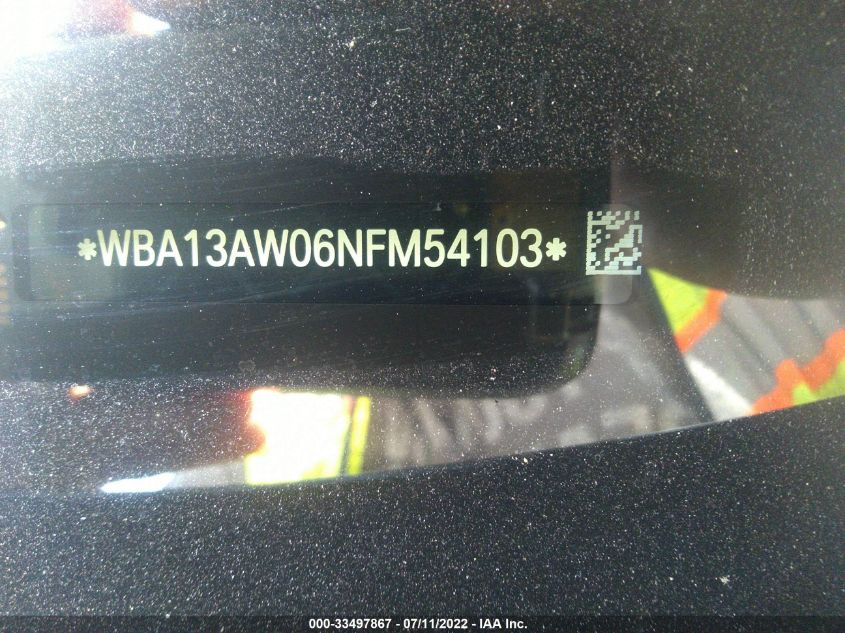 *WBA13AW06NFM54103*
000-33497867 - 07/11/2022 - IAA Inc.